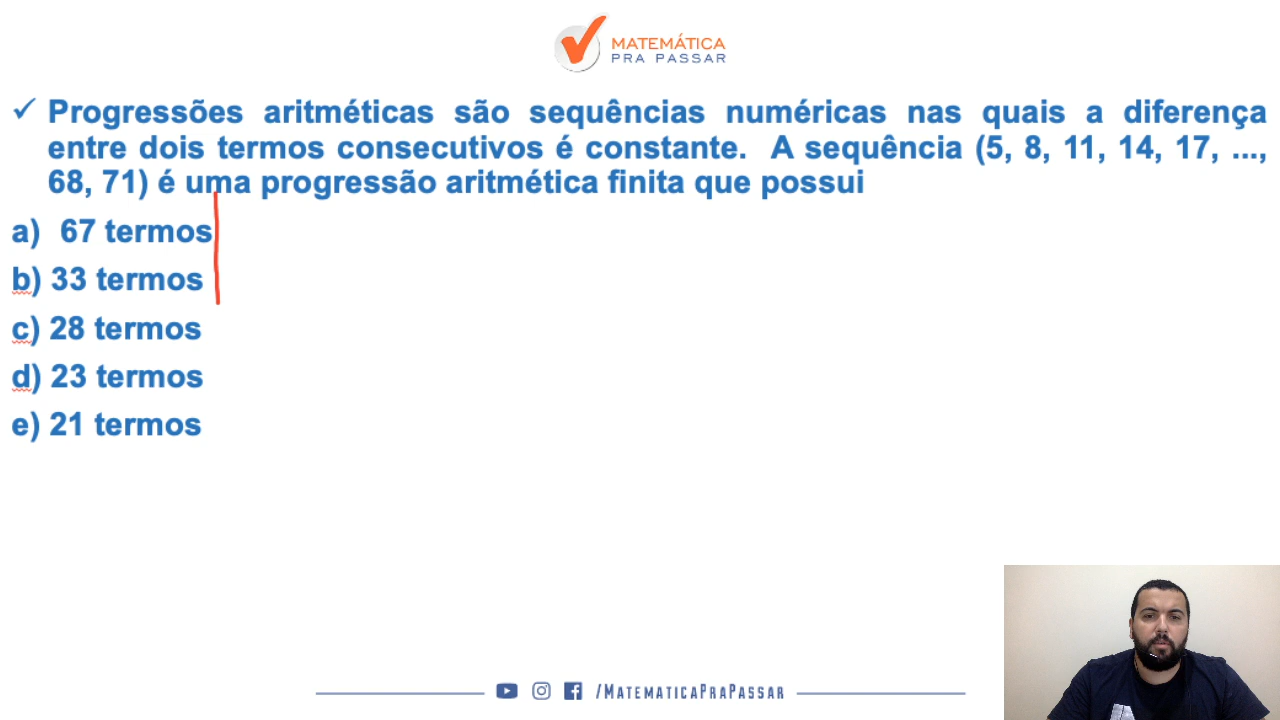 MATEMÁTICA
PRA PASSAR
✓ Progressões aritméticas são sequências numéricas nas quais a diferença
entre dois termos consecutivos é constante. A sequência (5, 8, 11, 14, 17, ...,
68, 71) é uma progressão aritmética finita que possui
a) 67 termos
b) 33 termos
c) 28 termos
d) 23 termos
e) 21 termos
/MATEMATICAPRAPASSAR